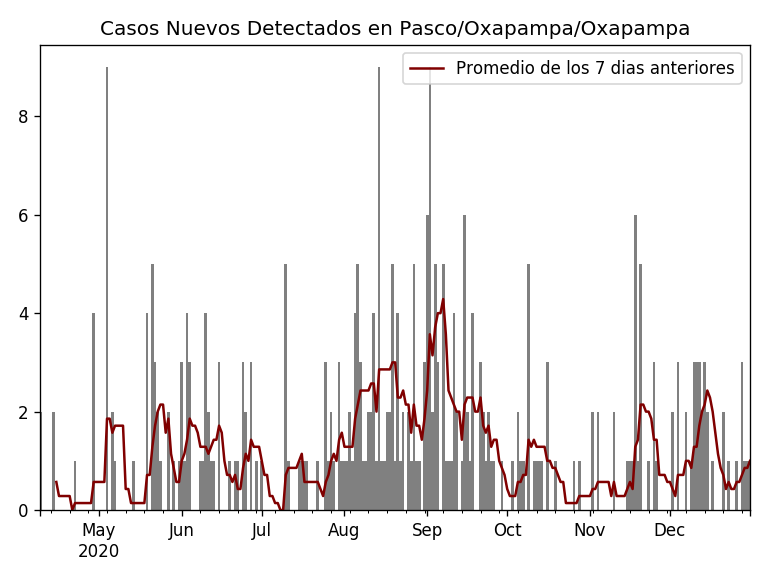 Casos Nuevos Detectados en Pasco/Oxapampa/Oxapampa
Promedio de los 7 dias anteriores
8
6
4
2
0
May Jun Jul Aug Sep Oct Nov Dec
2020